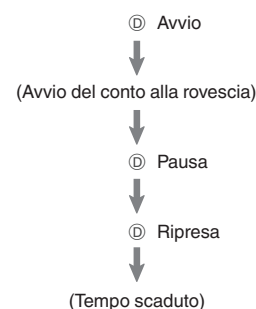 Ⓓ Avvio
(Avvio del conto alla rovescia)
Ⓓ Pausa
Ⓓ Ripresa
(Tempo scaduto)